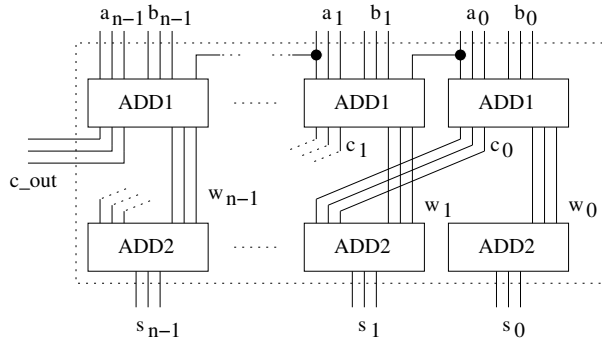 a_{n-1} b_{n-1} a_1 b_1 a_0 b_0
ADD1 ADD1 ADD1
c_1 c_0
c_out
w_{n-1} w_1 w_0
ADD2 ADD2 ADD2
s_{n-1} s_1 s_0